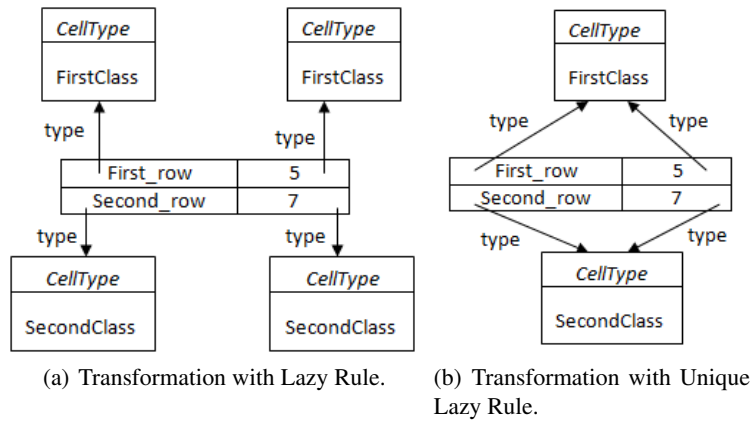 CellType
FirstClass
CellType
FirstClass
type
type
First_row 5
Second_row 7
type
type
CellType
SecondClass
CellType
SecondClass
(a) Transformation with Lazy Rule.
CellType
FirstClass
type
type
First_row 5
Second_row 7
type
type
CellType
SecondClass
(b) Transformation with Unique
Lazy Rule.